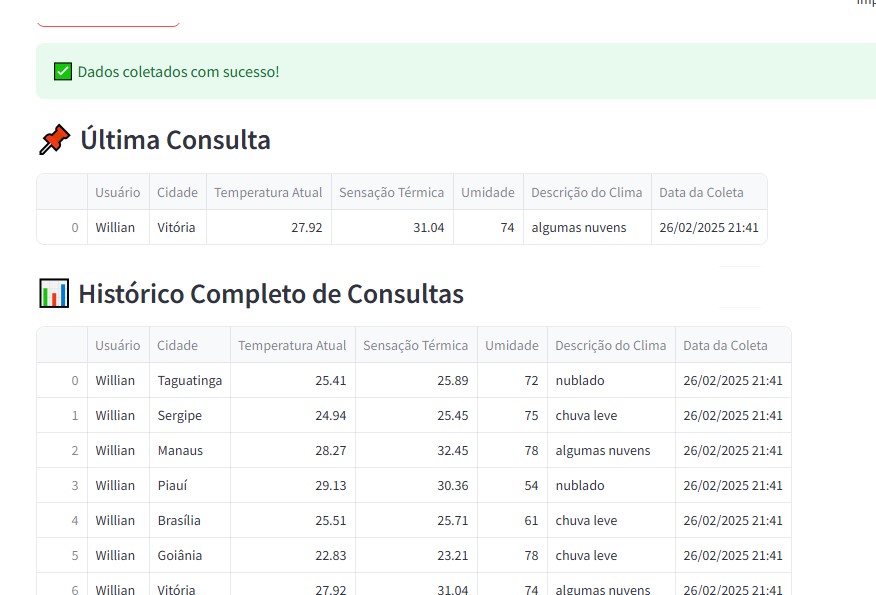 Dados coletados com sucesso!
Última Consulta
Usuário Cidade Temperatura Atual Sensação Térmica Umidade Descrição do Clima Data da Coleta
0 Willian Vitória 27.92 31.04 74 algumas nuvens 26/02/2025 21:41
Histórico Completo de Consultas
Usuário Cidade Temperatura Atual Sensação Térmica Umidade Descrição do Clima Data da Coleta
0 Willian Taguatinga 25.41 25.89 72 nublado 26/02/2025 21:41
1 Willian Sergipe 24.94 25.45 75 chuva leve 26/02/2025 21:41
2 Willian Manaus 28.27 32.45 78 algumas nuvens 26/02/2025 21:41
3 Willian Piauí 29.13 30.36 54 nublado 26/02/2025 21:41
4 Willian Brasília 25.51 25.71 61 chuva leve 26/02/2025 21:41
5 Willian Goiânia 22.83 23.21 78 chuva leve 26/02/2025 21:41
6 Willian Vitória 27.92 31.04 74 algumas nuvens 26/02/2025 21:41